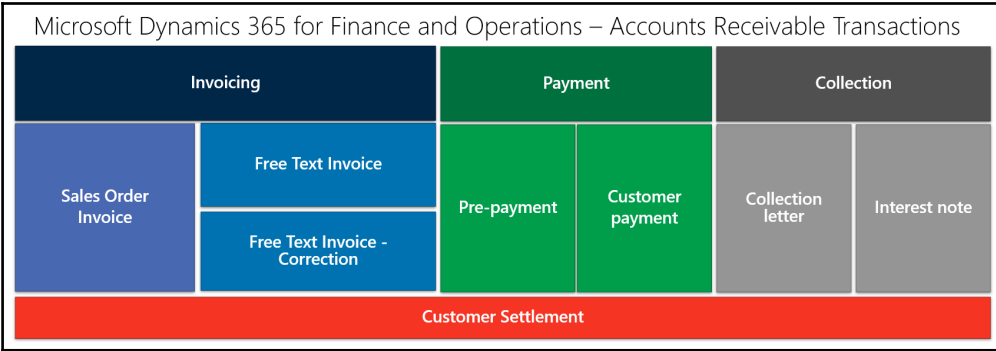 Microsoft Dynamics 365 for Finance and Operations – Accounts Receivable Transactions
Invoicing
Payment
Collection
Sales Order
Invoice
Free Text Invoice
Free Text Invoice -
Correction
Pre-payment
Customer
payment
Collection
letter
Interest note
Customer Settlement